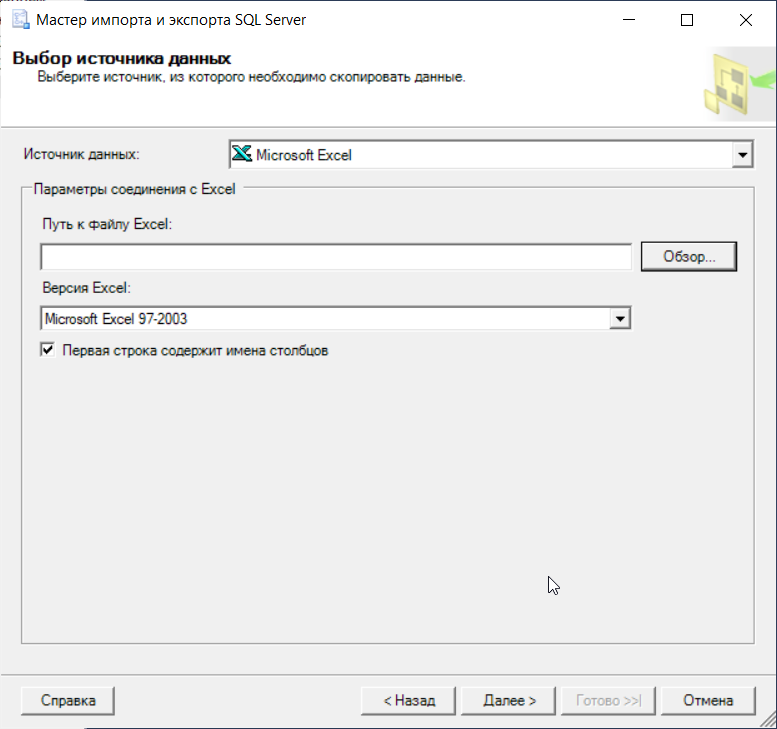 Мастер импорта и экспорта SQL Server
Выбор источника данных
Выберите источник, из которого необходимо скопировать данные.
Источник данных:
Microsoft Excel
Параметры соединения с Excel
Путь к файлу Excel:
Обзор...
Версия Excel:
Microsoft Excel 97-2003
Первая строка содержит имена столбцов
Справка
< Назад
Далее >
Готово >>|
Отмена